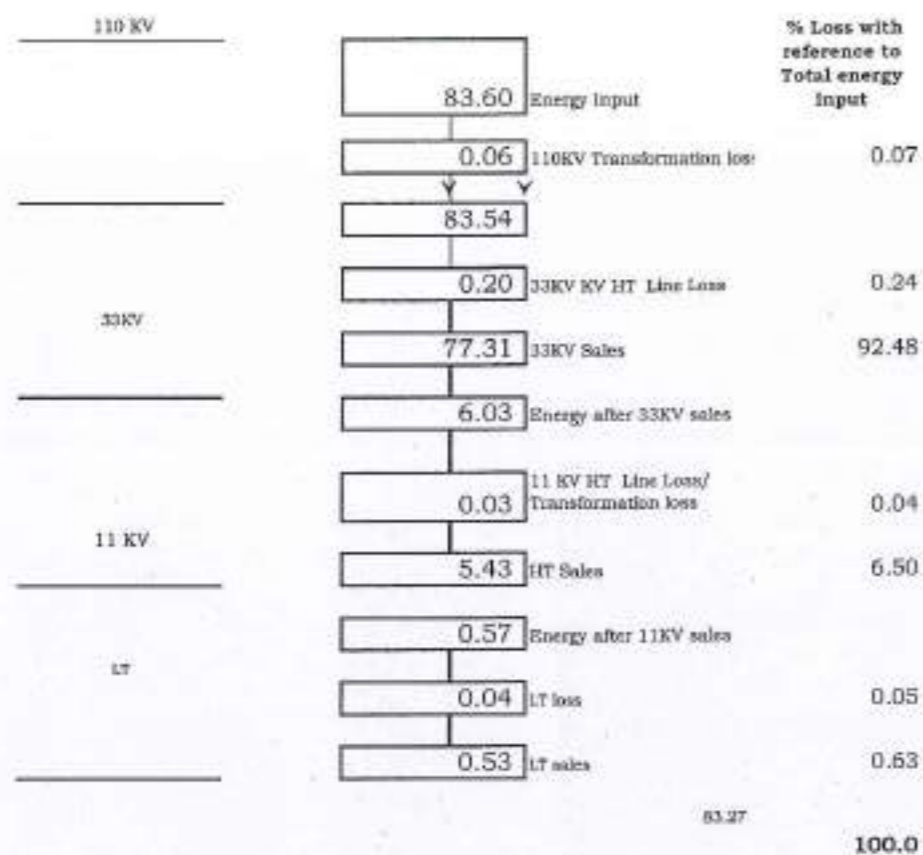 110 KV
% Loss with
reference to
Total energy
input
83.60 Energy Input
0.06 110KV Transformation loss 0.07
83.54
0.20 33KV KV HT Line Loss 0.24
33KV
77.31 33KV Sales 92.48
6.03 Energy after 33KV sales
11 KV HT Line Loss/
0.03 Transformation loss 0.04
11 KV
5.43 HT Sales 6.50
0.57 Energy after 11KV sales
LT
0.04 LT loss 0.05
0.53 LT sales 0.63
83.27
100.0